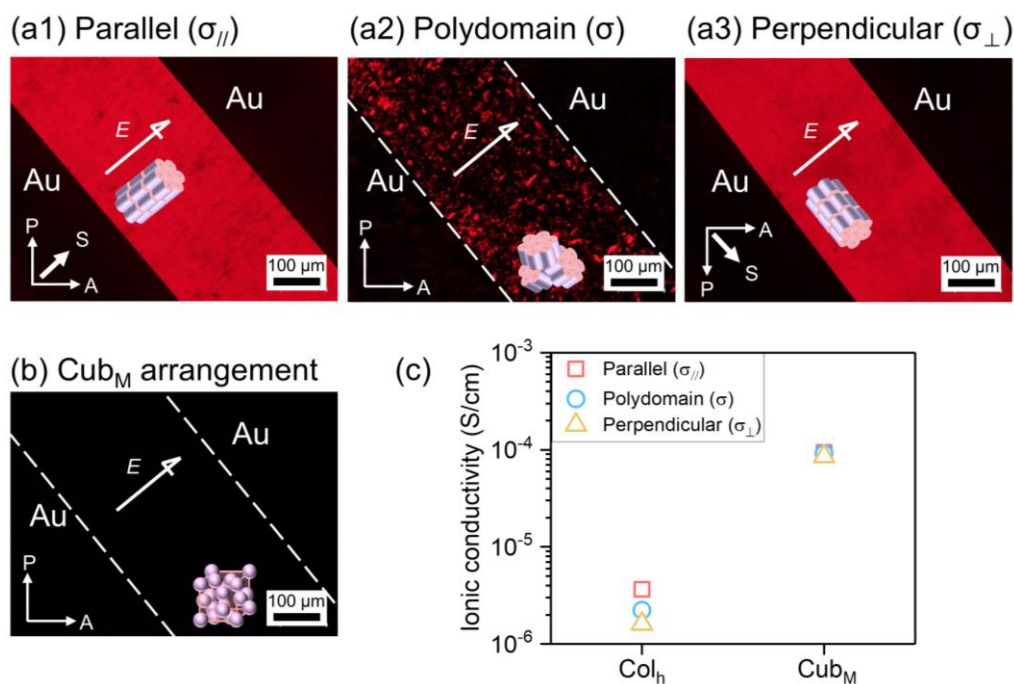 (a1) Parallel (σ//)
Au
E
Au
P
S
A
100 μm
(a2) Polydomain (σ)
Au
E
Au
P
A
100 μm
(a3) Perpendicular (σ⊥)
Au
E
Au
A
S
P
100 μm
(b) CubM arrangement
Au
E
Au
P
A
100 μm
(c)
Ionic conductivity (S/cm)
10-3
10-4
10-5
10-6
Parallel (σ//)
Polydomain (σ)
Perpendicular (σ⊥)
Colh
CubM